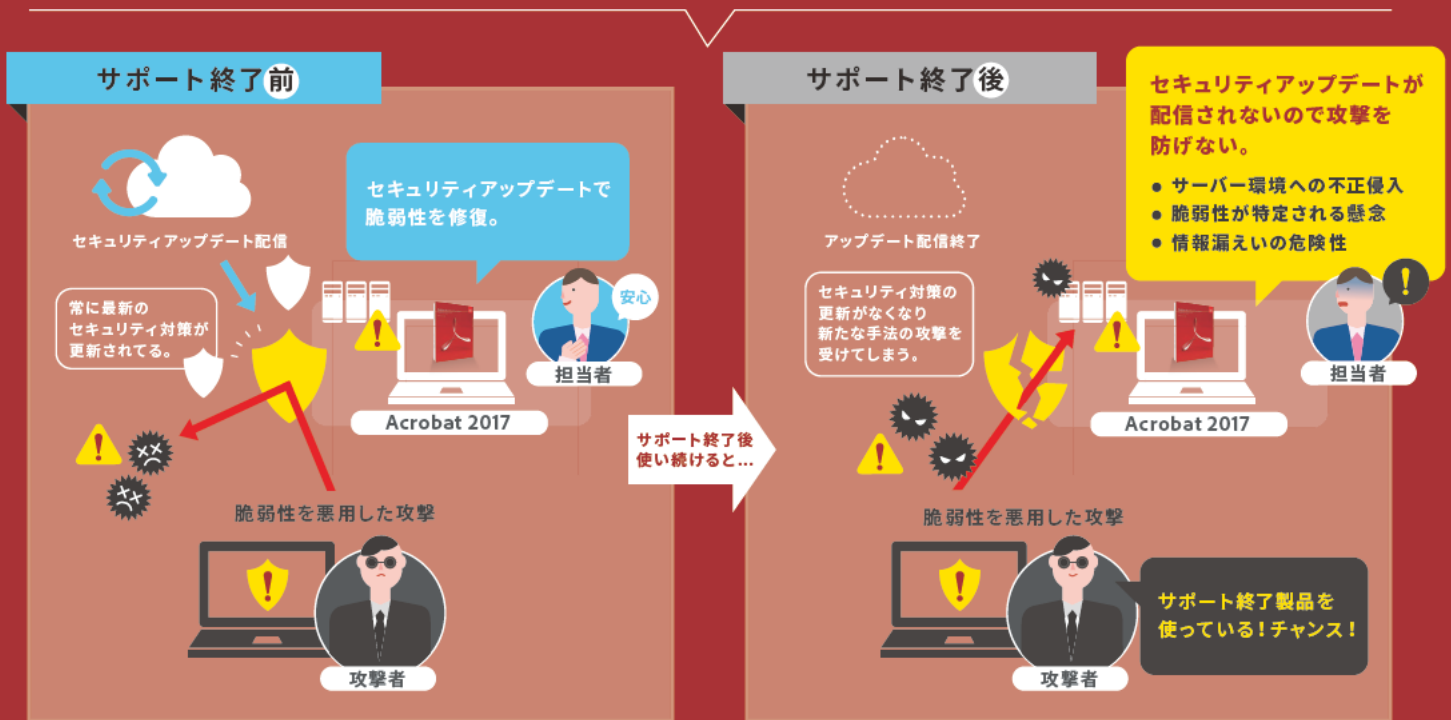 サポート終了前
セキュリティアップデート配信
セキュリティアップデートで
脆弱性を修復。
常に最新の
セキュリティ対策が
更新されてる。
安心
担当者
Acrobat 2017
脆弱性を悪用した攻撃
攻撃者
サポート終了後
使い続けると…
サポート終了後
アップデート配信終了
セキュリティアップデートが
配信されないので攻撃を
防げない。
● サーバー環境への不正侵入
● 脆弱性が特定される懸念
● 情報漏えいの危険性
セキュリティ対策の
更新がなくなり
新たな手法の攻撃を
受けてしまう。
担当者
Acrobat 2017
脆弱性を悪用した攻撃
サポート終了製品を
使っている!チャンス!
攻撃者